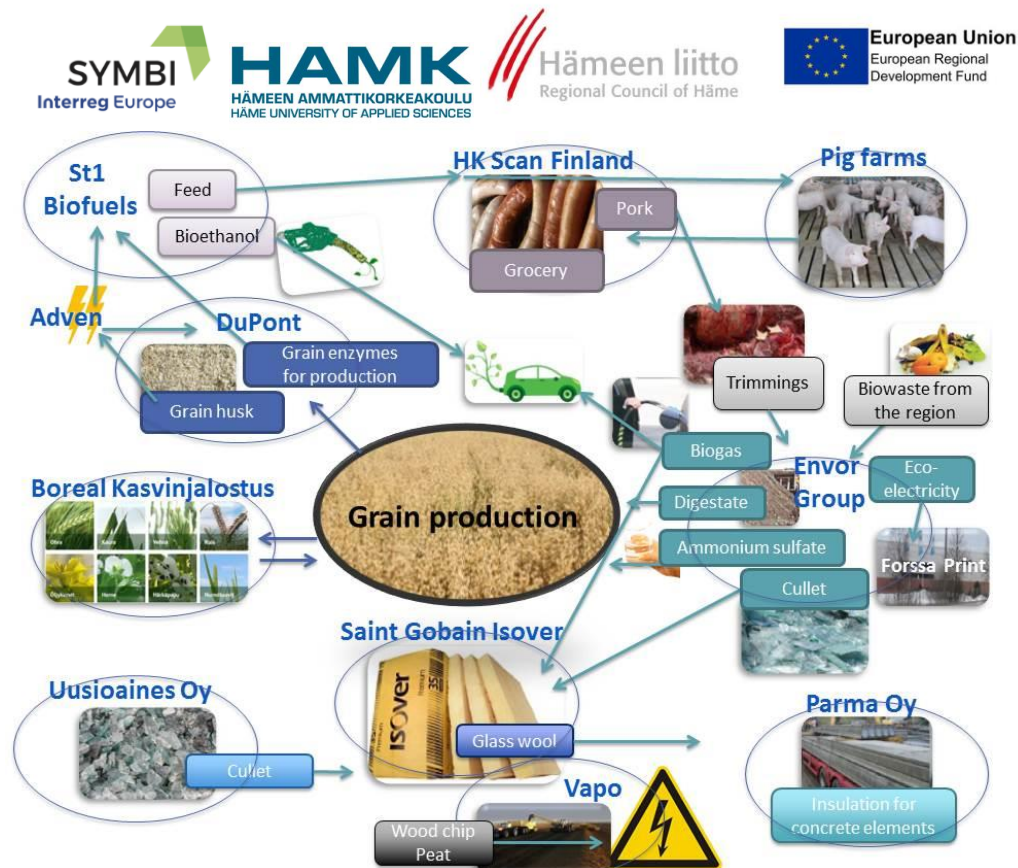 SYMBI
Interreg Europe
HAMK
HÄMEEN AMMATTIKORKEAKOULU
HÄME UNIVERSITY OF APPLIED SCIENCES
Hämeen liitto
Regional Council of Häme
European Union
European Regional
Development Fund
St1
Biofuels
Feed
Bioethanol
HK Scan Finland
Pork
Grocery
Pig farms
Adven
DuPont
Grain enzymes
for production
Grain husk
Trimmings
Biowaste from
the region
Biogas
Envor
Group
Eco-
electricity
Digestate
Ammonium sulfate
Forssa Print
Cullet
Boreal Kasvinjalostus
Grain production
Saint Gobain Isover
isover
35
Glass wool
Uusioaines Oy
Cullet
Parma Oy
Insulation for
concrete elements
Vapo
Wood chip
Peat